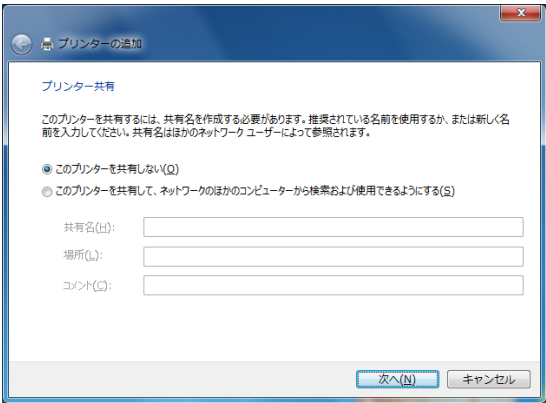 プリンターの追加
プリンター共有
このプリンターを共有するには、共有名を作成する必要があります。推奨されている名前を使用するか、または新しく名
前を入力してください。共有名はほかのネットワーク ユーザーによって参照されます。
このプリンターを共有しない(O)
このプリンターを共有して、ネットワークのほかのコンピューターから検索および使用できるようにする(S)
共有名(H):
場所(L):
コメント(C):
次へ(N) キャンセル